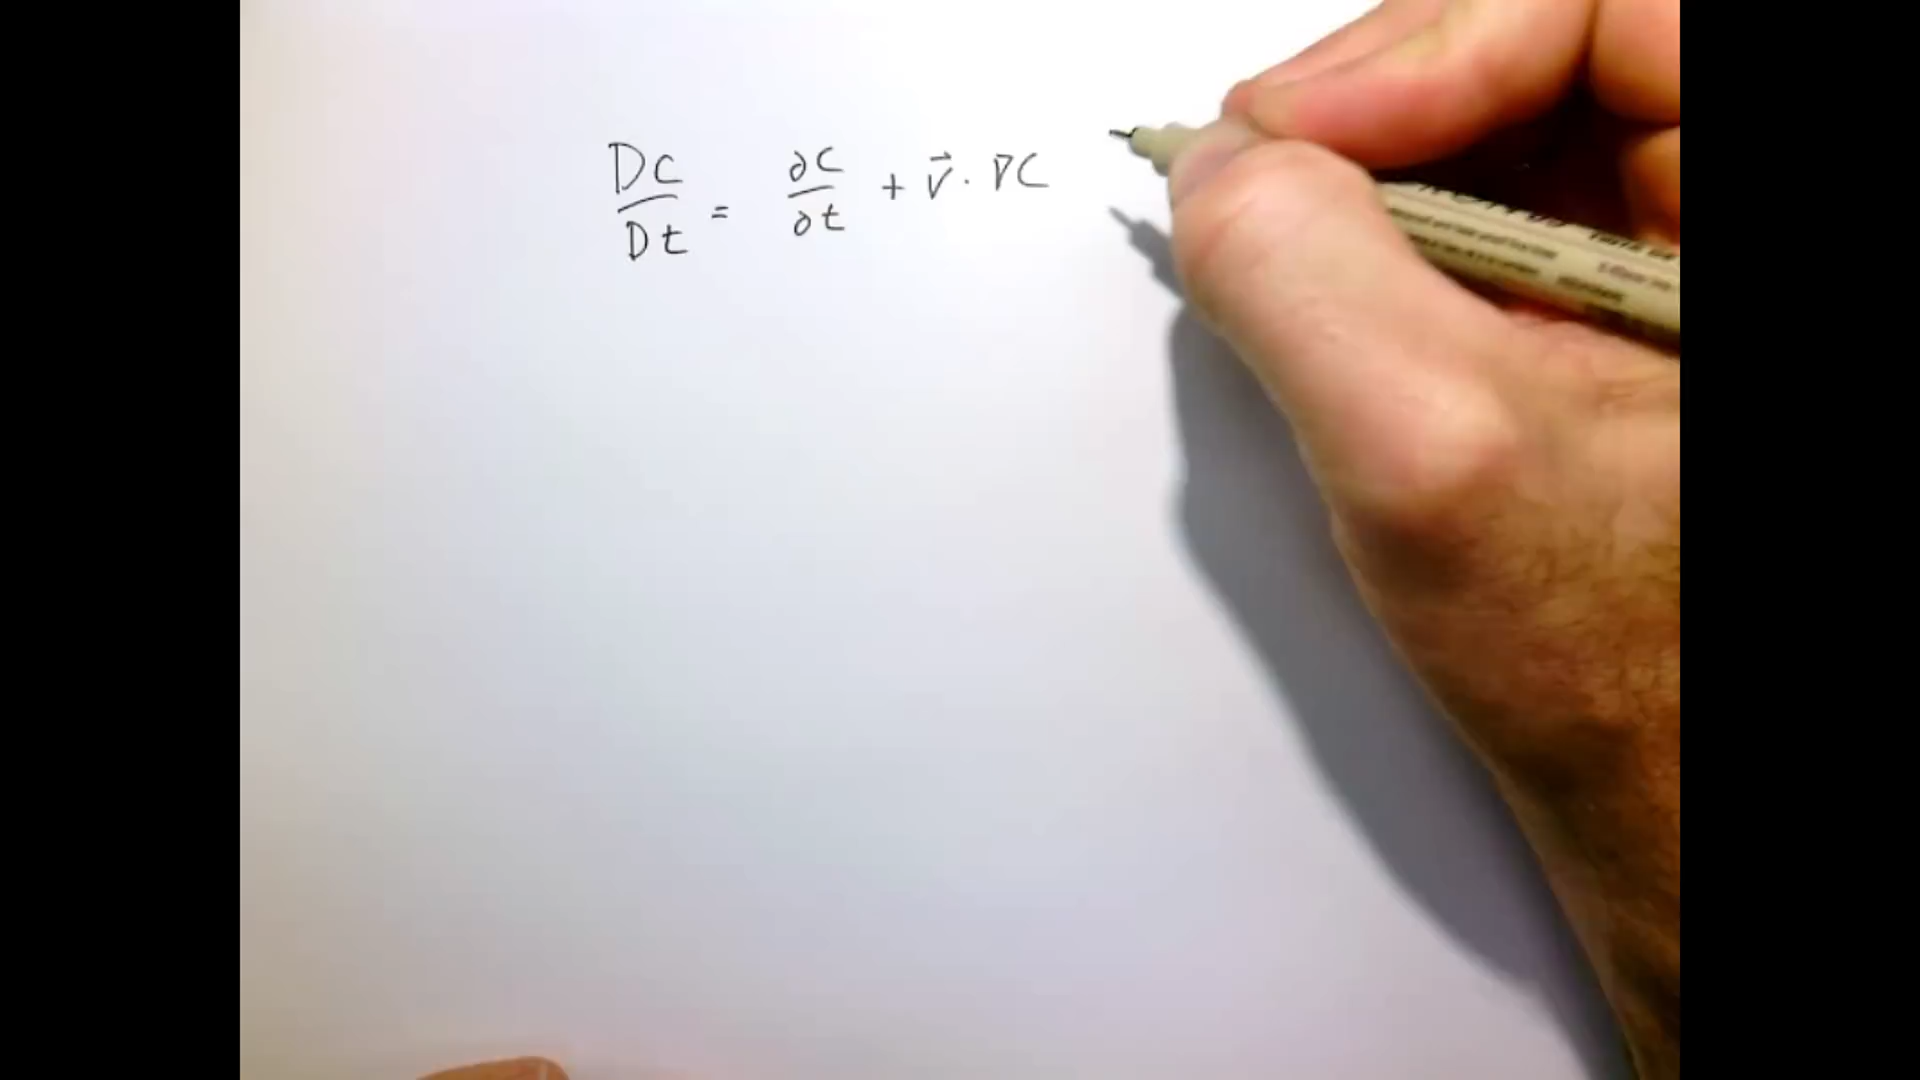 DC/Dt = ∂C/∂t + v⃗ · ∇C